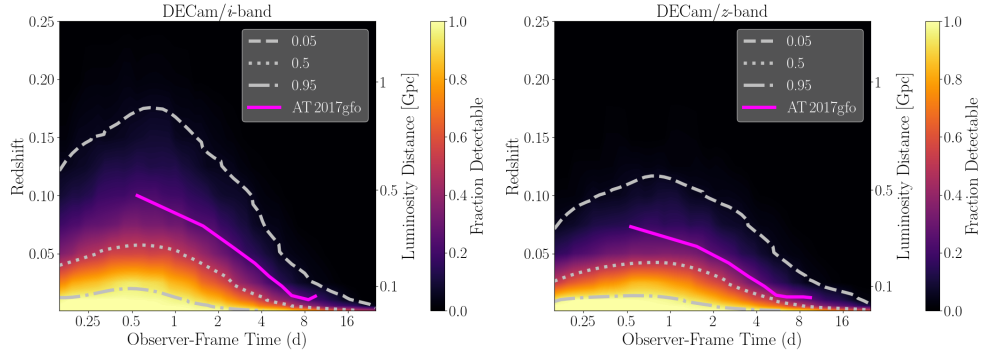 DECam/i-band
0.25
0.20
0.15
0.10
0.05
Redshift
0.05
0.5
0.95
AT 2017gfo
1
0.5
0.1
Luminosity Distance [Gpc]
0.25 0.5 1 2 4 8 16
Observer-Frame Time (d)
1.0
0.8
0.6
0.4
0.2
0.0
Fraction Detectable
DECam/z-band
0.25
0.20
0.15
0.10
0.05
Redshift
0.05
0.5
0.95
AT 2017gfo
1
0.5
0.1
Luminosity Distance [Gpc]
0.25 0.5 1 2 4 8 16
Observer-Frame Time (d)
1.0
0.8
0.6
0.4
0.2
0.0
Fraction Detectable